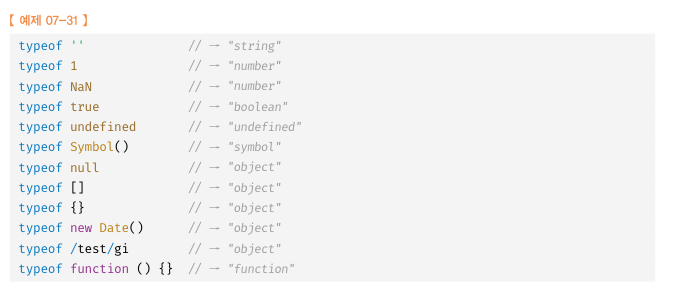 【 예제 07-31 】
typeof '' // → "string"
typeof 1 // → "number"
typeof NaN // → "number"
typeof true // → "boolean"
typeof undefined // → "undefined"
typeof Symbol() // → "symbol"
typeof null // → "object"
typeof [] // → "object"
typeof {} // → "object"
typeof new Date() // → "object"
typeof /test/gi // → "object"
typeof function () {} // → "function"